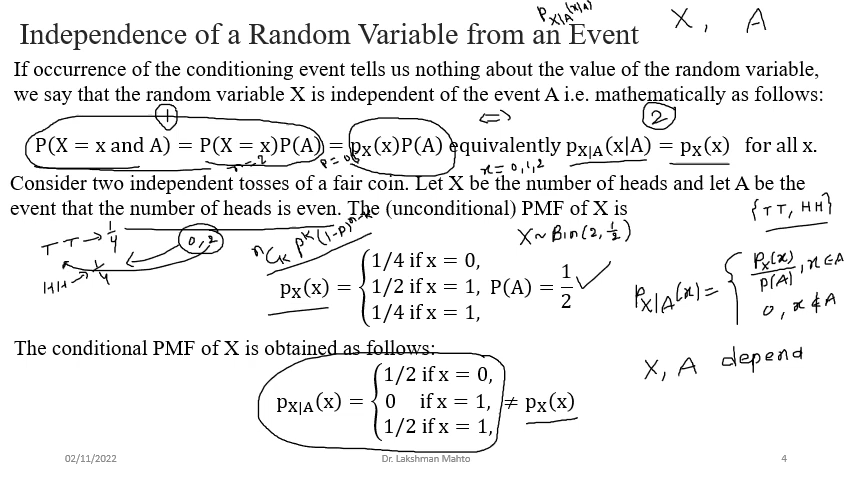 P_X|A(x|A)
X, A
Independence of a Random Variable from an Event
If occurrence of the conditioning event tells us nothing about the value of the random variable,
we say that the random variable X is independent of the event A i.e. mathematically as follows:
① ⟺ ②
P(X = x and A) = P(X = x)P(A) = pX(x)P(A) equivalently pX|A(x|A) = pX(x) for all x.
n=2 x=0,1,2
Consider two independent tosses of a fair coin. Let X be the number of heads and let A be the
event that the number of heads is even. The (unconditional) PMF of X is
{TT, HH}
TT→1/4 0,2 nCk p^k(1-p)^n-k X~Bin(2, 1/2)
HH→1/4
pX(x) = { 1/4 if x = 0,
1/2 if x = 1, P(A) = 1/2 ✓
1/4 if x = 1,
P_X|A(x) = { P_X(x)/P(A), x∈A
0, x∉A
The conditional PMF of X is obtained as follows:
X, A depend
pX|A(x) = { 1/2 if x = 0,
0 if x = 1, ≠ pX(x)
1/2 if x = 1,
02/11/2022 Dr. Lakshman Mahto 4